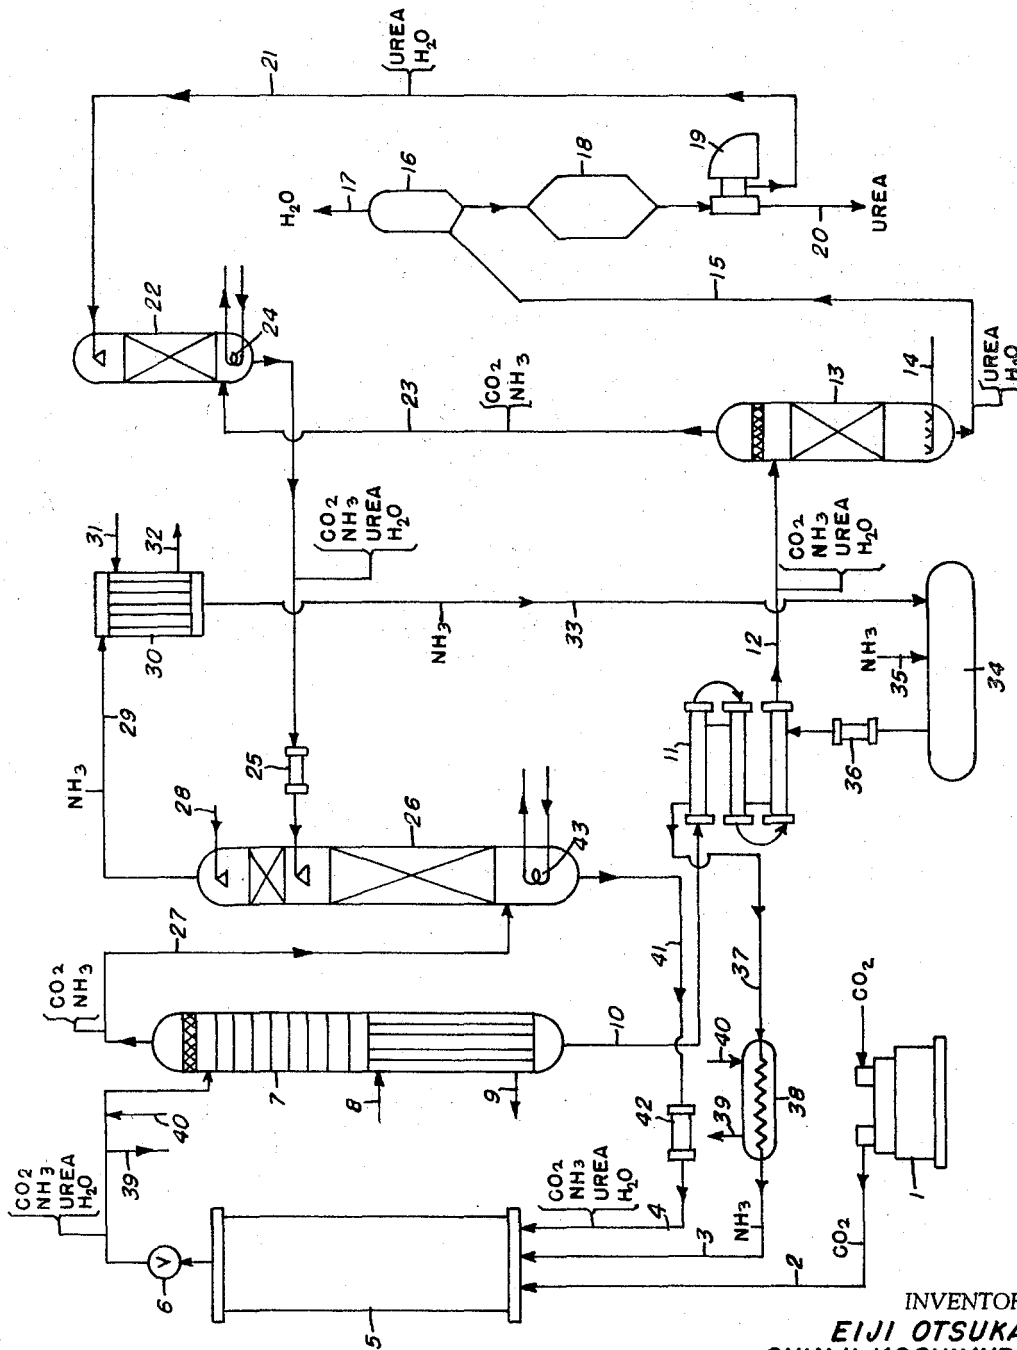 CO2
NH3
UREA
H2O
6
5
39
40
7
8
9
10
CO2
NH3
27
28
26
43
NH3
29
30
31
32
25
CO2
NH3
UREA
H2O
NH3
33
22
24
23
CO2
NH3
21
UREA
H2O
H2O
17
16
18
19
20
UREA
15
13
14
UREA
H2O
CO2
NH3
UREA
H2O
12
11
NH3
35
34
36
37
38
39
40
41
42
CO2
NH3
UREA
H2O
4
3
NH3
2
CO2
CO2
1
INVENTOR
EIJI OTSUKA